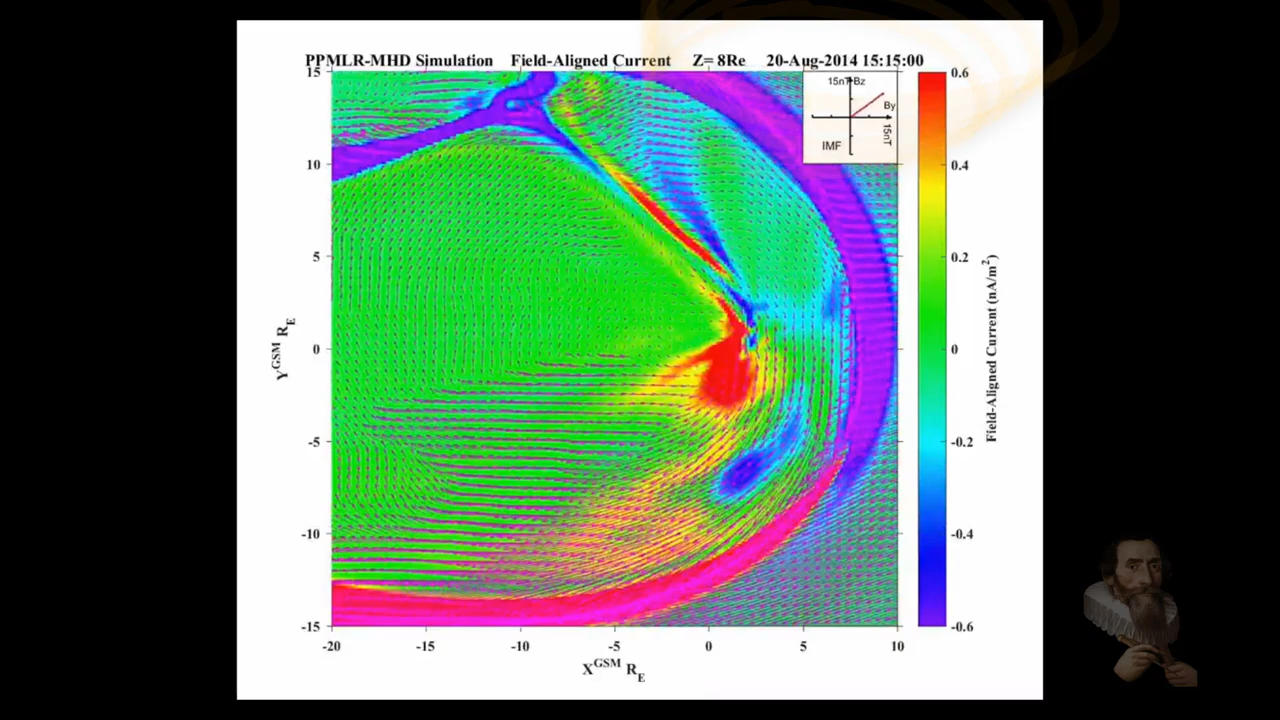 PPMLR-MHD Simulation Field-Aligned Current Z= 8Re 20-Aug-2014 15:15:00
15nT Bz
By
15nT
IMF
15
10
5
0
-5
-10
-15
Y^GSM R_E
-20 -15 -10 -5 0 5 10
X^GSM R_E
0.6
0.4
0.2
0
-0.2
-0.4
-0.6
Field-Aligned Current (nA/m²)